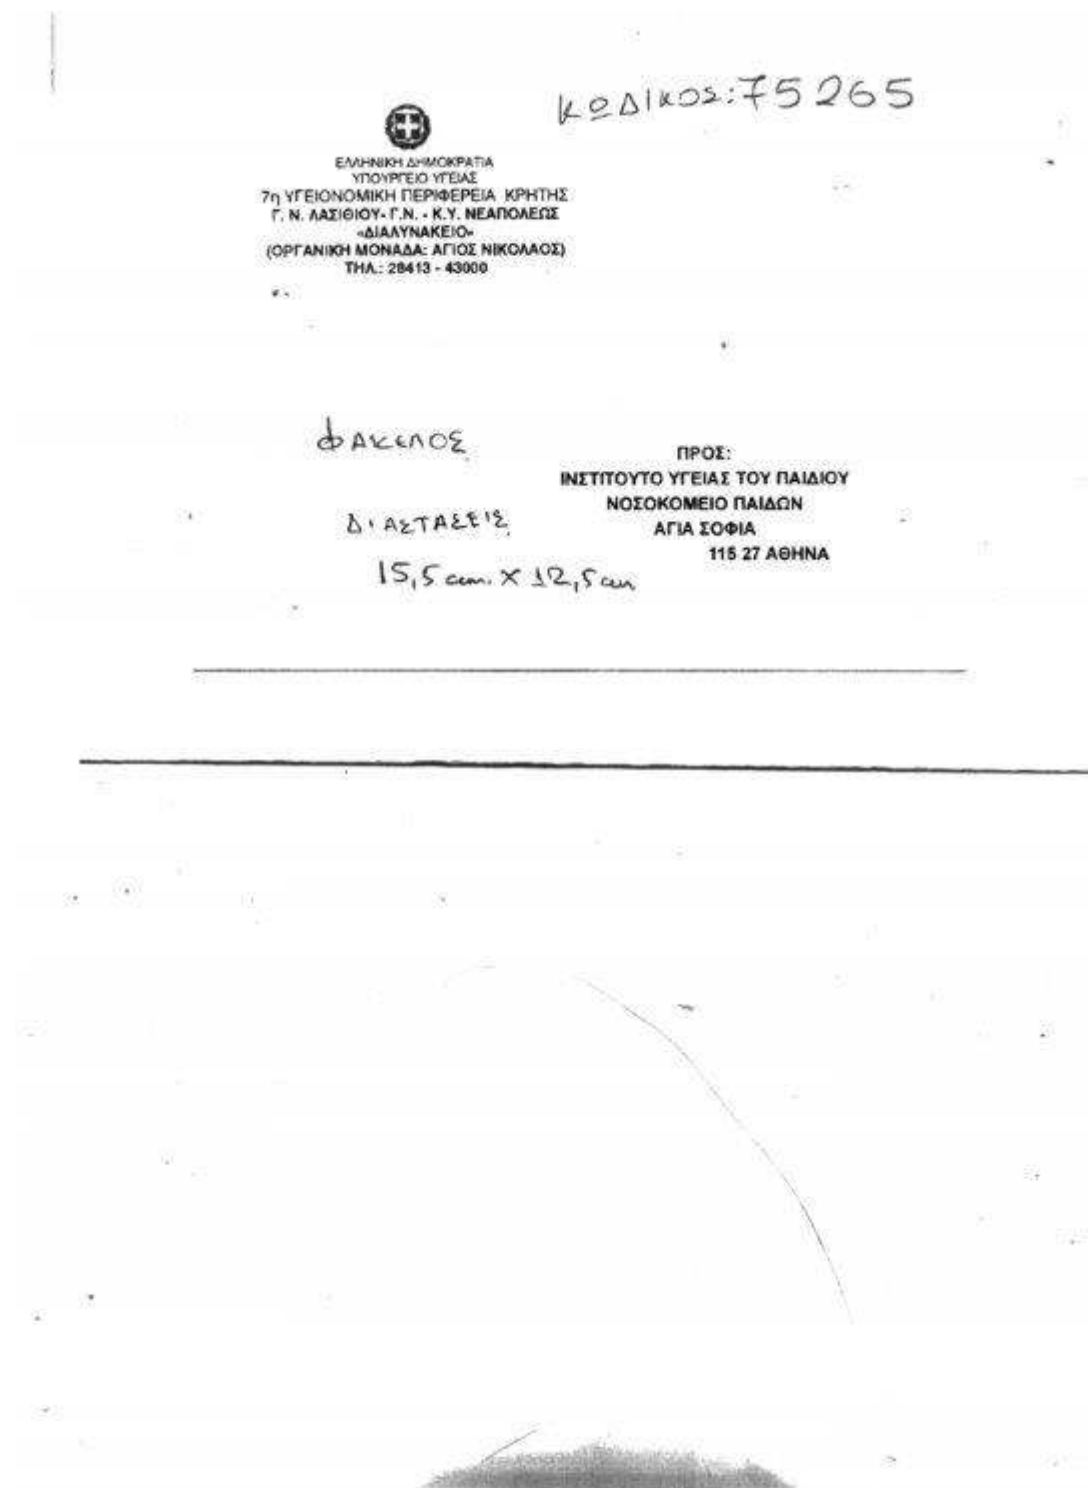 ΚΩΔΙΚΟΣ: 75265
ΕΛΛΗΝΙΚΗ ΔΗΜΟΚΡΑΤΙΑ
ΥΠΟΥΡΓΕΙΟ ΥΓΕΙΑΣ
7η ΥΓΕΙΟΝΟΜΙΚΗ ΠΕΡΙΦΕΡΕΙΑ ΚΡΗΤΗΣ
Γ. Ν. ΛΑΣΙΘΙΟΥ- Γ.Ν. - Κ.Υ. ΝΕΑΠΟΛΕΩΣ
«ΔΙΑΛΥΝΑΚΕΙΟ»
(ΟΡΓΑΝΙΚΗ ΜΟΝΑΔΑ: ΑΓΙΟΣ ΝΙΚΟΛΑΟΣ)
ΤΗΛ.: 28413 - 43000
ΦΑΚΕΛΟΣ
ΔΙΑΣΤΑΣΕΙΣ
15,5 cm. X 12,5 cm
ΠΡΟΣ:
ΙΝΣΤΙΤΟΥΤΟ ΥΓΕΙΑΣ ΤΟΥ ΠΑΙΔΙΟΥ
ΝΟΣΟΚΟΜΕΙΟ ΠΑΙΔΩΝ
ΑΓΙΑ ΣΟΦΙΑ
115 27 ΑΘΗΝΑ